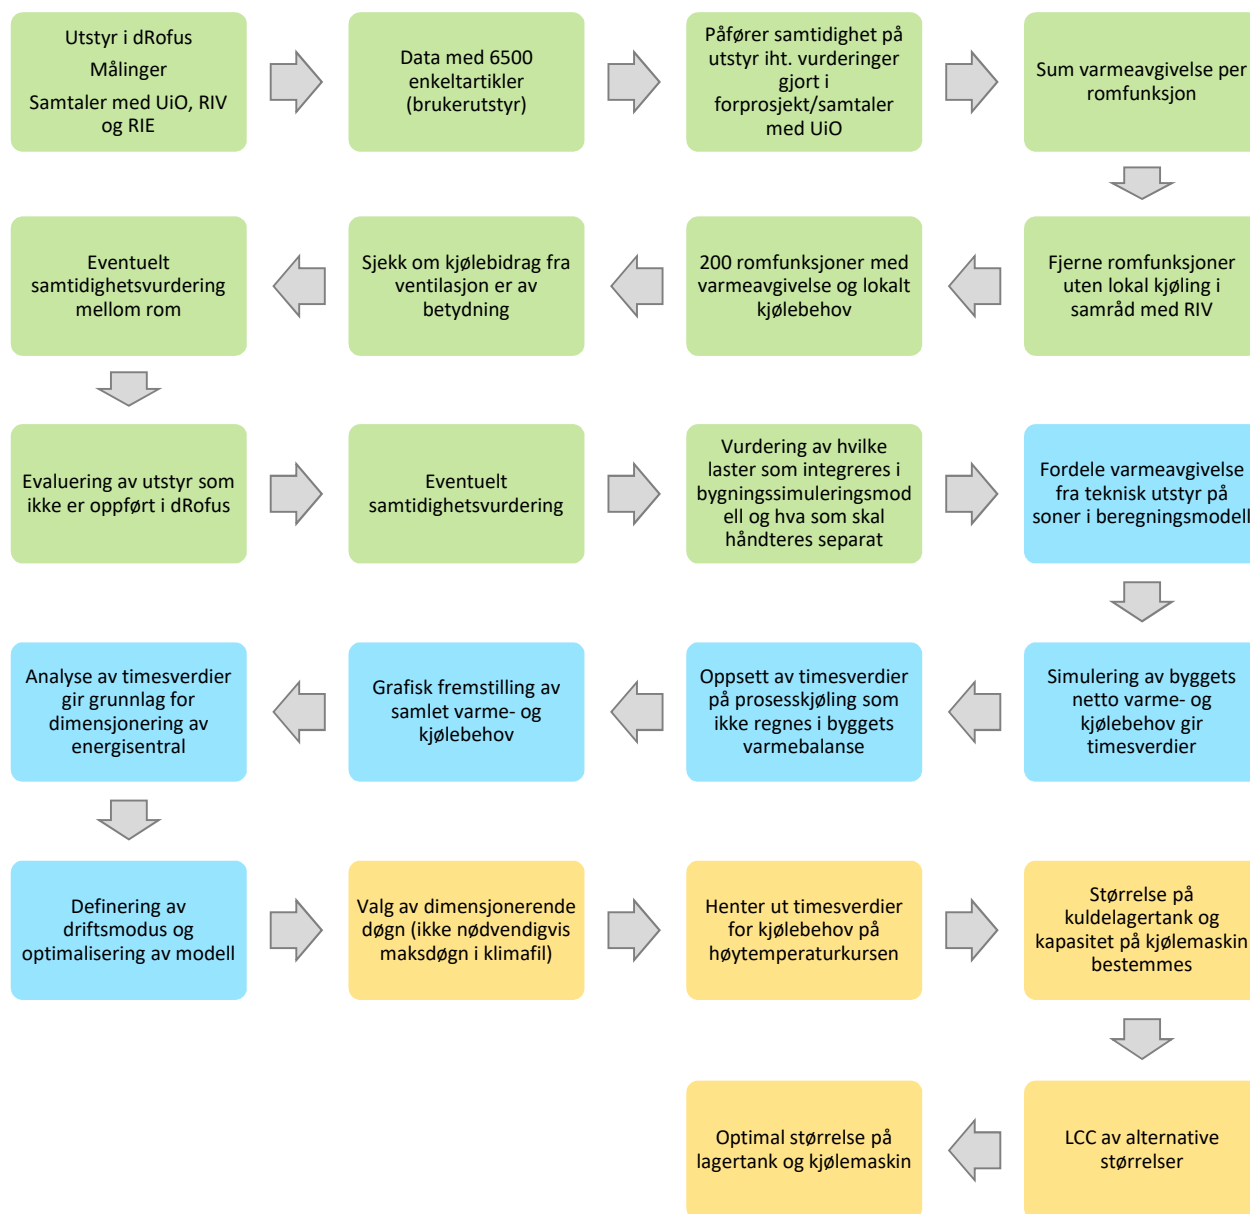 Utstyr i dRofus
Målinger
Samtaler med UiO, RIV
og RIE
Data med 6500
enkeltartikler
(brukerutstyr)
Påfører samtidighet på
utstyr iht. vurderinger
gjort i
forprosjekt/samtaler
med UiO
Sum varmeavgivelse per
romfunksjon
Fjerne romfunksjoner
uten lokal kjøling i
samråd med RIV
200 romfunksjoner med
varmeavgivelse og lokalt
kjølebehov
Sjekk om kjølebidrag fra
ventilasjon er av
betydning
Eventuelt
samtidighetsvurdering
mellom rom
Evaluering av utstyr som
ikke er oppført i dRofus
Eventuelt
samtidighetsvurdering
Vurdering av hvilke
laster som integreres i
bygningssimuleringsmod
ell og hva som skal
håndteres separat
Fordele varmeavgivelse
fra teknisk utstyr på
soner i beregningsmodell
Simulering av byggets
netto varme- og
kjølebehov gir
timesverdier
Oppsett av timesverdier
på prosesskjøling som
ikke regnes i byggets
varmebalanse
Grafisk fremstilling av
samlet varme- og
kjølebehov
Analyse av timesverdier
gir grunnlag for
dimensjonering av
energisentral
Definering av
driftsmodus og
optimalisering av modell
Valg av dimensjonerende
døgn (ikke nødvendigvis
maksdøgn i klimafil)
Henter ut timesverdier
for kjølebehov på
høytemperaturkursen
Størrelse på
kuldelagertank og
kapasitet på kjølemaskin
bestemmes
LCC av alternative
størrelser
Optimal størrelse på
lagertank og kjølemaskin